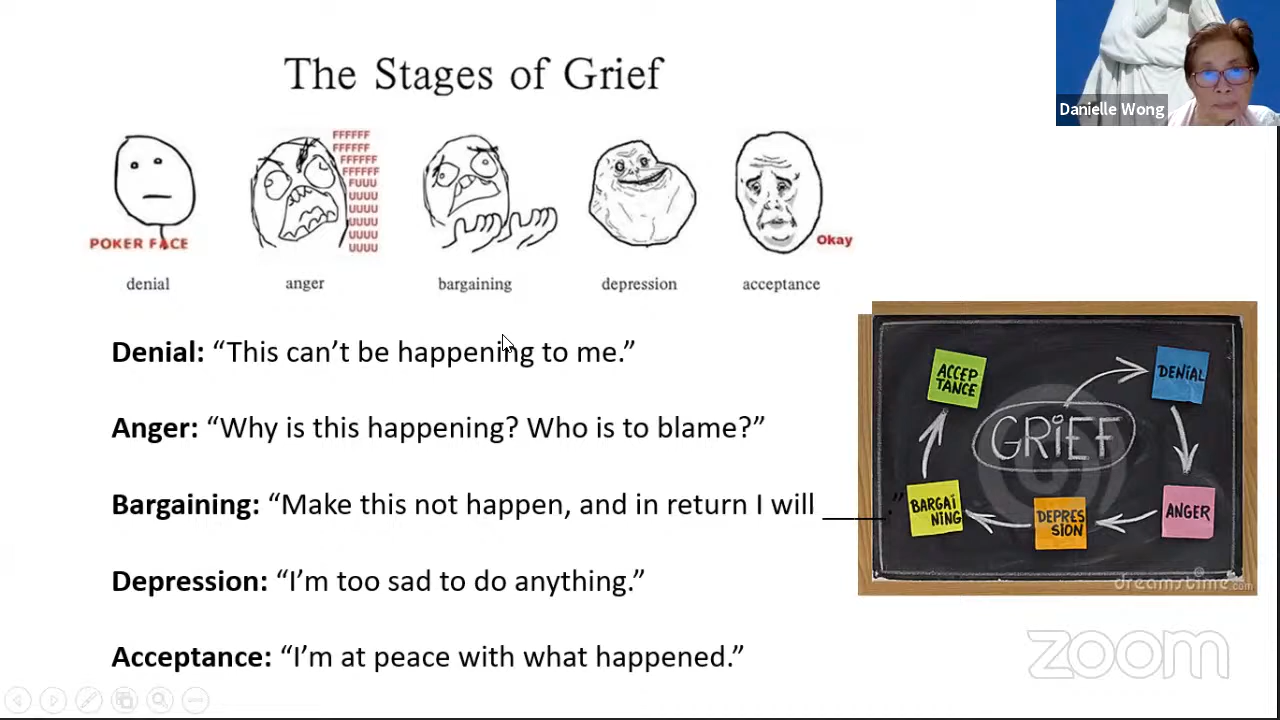 The Stages of Grief
Danielle Wong
FFFFFF
FFFFFF
FFFFFF
FFFFFF
FUUU
UUUU
UUUU
UUUU
UUUU
UUUU
POKER FACE
Okay
denial
anger
bargaining
depression
acceptance
Denial: “This can’t be happening to me.”
Anger: “Why is this happening? Who is to blame?”
Bargaining: “Make this not happen, and in return I will _____.”
Depression: “I’m too sad to do anything.”
Acceptance: “I’m at peace with what happened.”
ACCEP
TANCE
DENIAL
GRIEF
BARGAI
NING
DEPRES
SION
ANGER
dreamstime.com
zoom